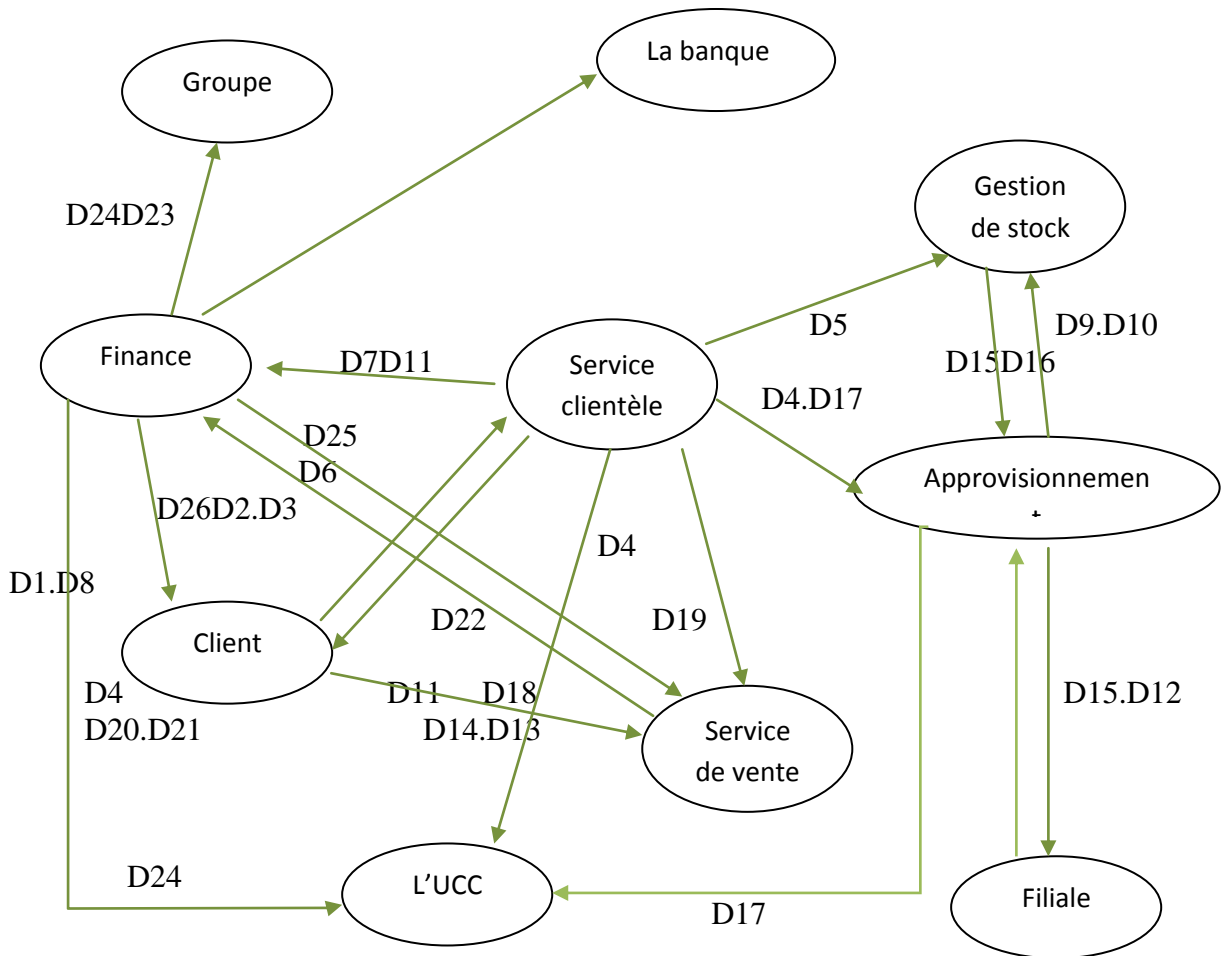 La banque
Groupe
Gestion
de stock
D24D23
D5
D9.D10
Finance
D7D11
Service
clientèle
D15D16
D4.D17
D25
D6
Approvisionnemen
D26D2.D3
D4
D1.D8
D22
D19
Client
D4
D20.D21
D11
D18
D14.D13
D15.D12
Service
de vente
D24
L’UCC
D17
Filiale